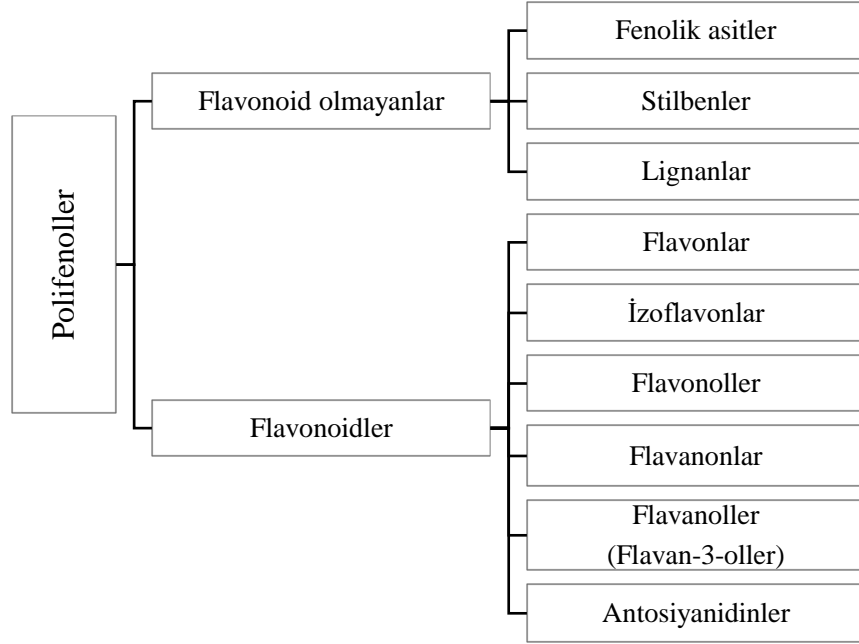 Polifenoller
Flavonoid olmayanlar
Fenolik asitler
Stilbenler
Lignanlar
Flavonoidler
Flavonlar
İzoflavonlar
Flavonoller
Flavanonlar
Flavanoller
(Flavan-3-oller)
Antosiyanidinler